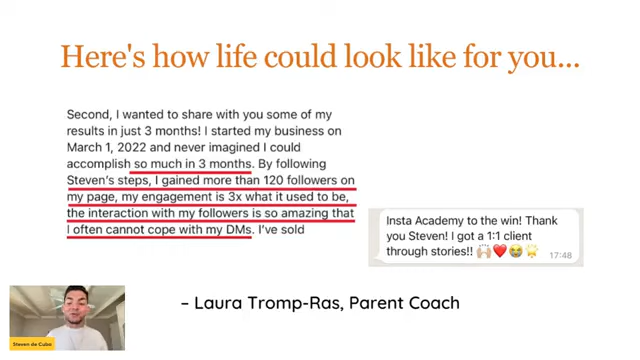 Here's how life could look like for you...
Second, I wanted to share with you some of my
results in just 3 months! I started my business on
March 1, 2022 and never imagined I could
accomplish so much in 3 months. By following
Steven's steps, I gained more than 120 followers on
my page, my engagement is 3x what it used to be,
the interaction with my followers is so amazing that
I often cannot cope with my DMs. I've sold
Insta Academy to the win! Thank
you Steven! I got a 1:1 client
through stories!! 🙌🏼❤️😭🌟
17:48
– Laura Tromp-Ras, Parent Coach
Steven de Cuba